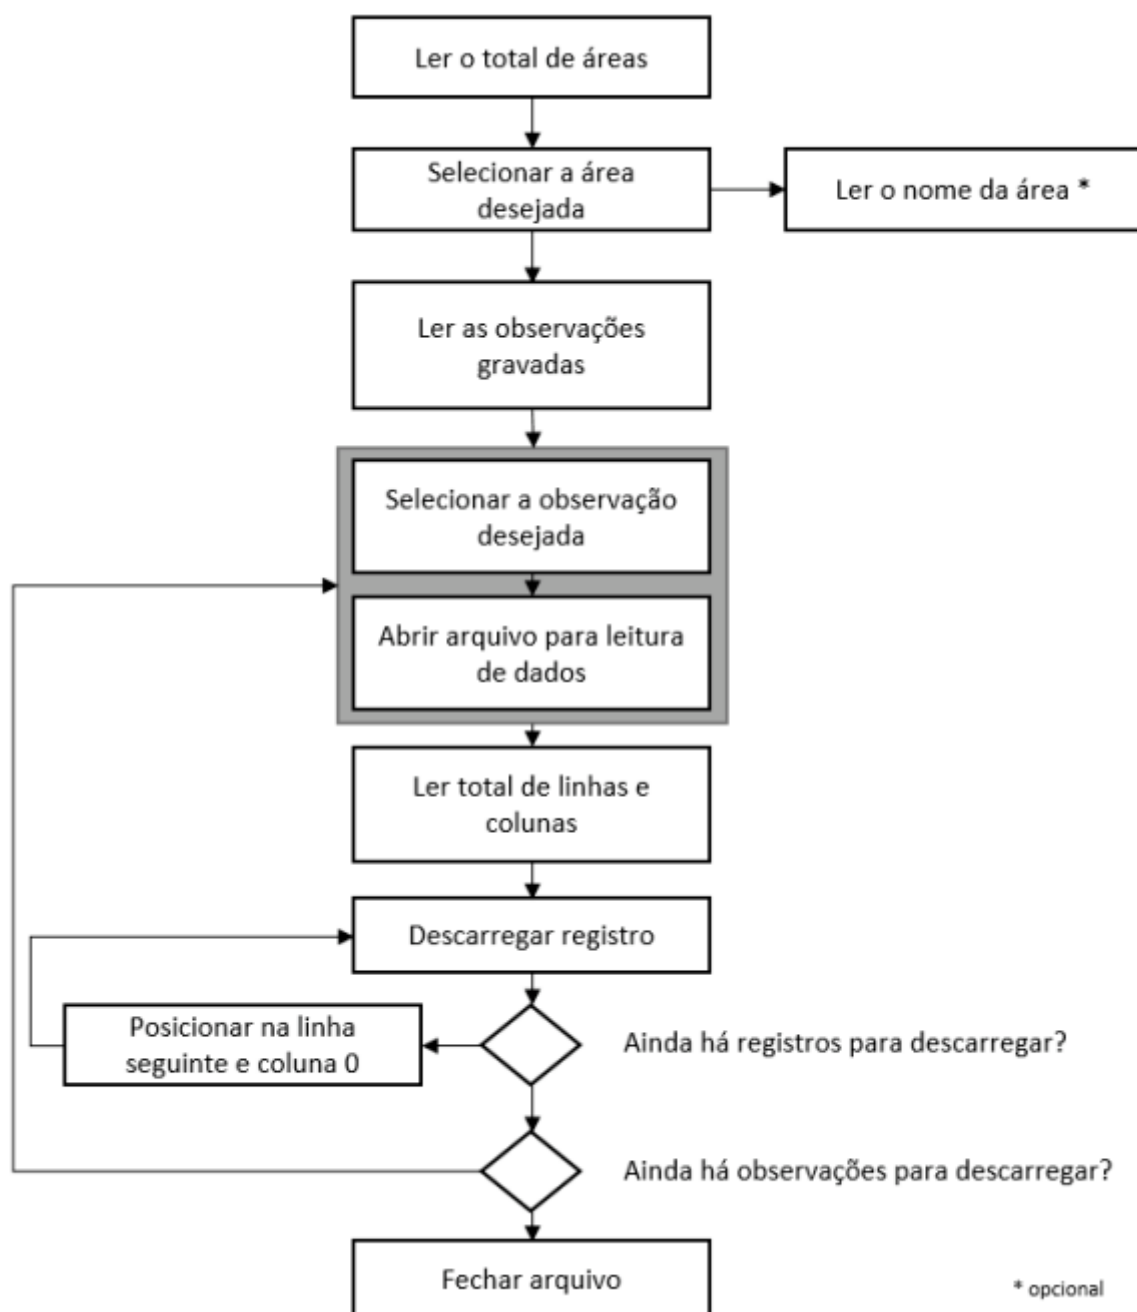 Ler o total de áreas
Selecionar a área
desejada
Ler o nome da área *
Ler as observações
gravadas
Selecionar a observação
desejada
Abrir arquivo para leitura
de dados
Ler total de linhas e
colunas
Descarregar registro
Posicionar na linha
seguinte e coluna 0
Ainda há registros para descarregar?
Ainda há observações para descarregar?
Fechar arquivo
* opcional